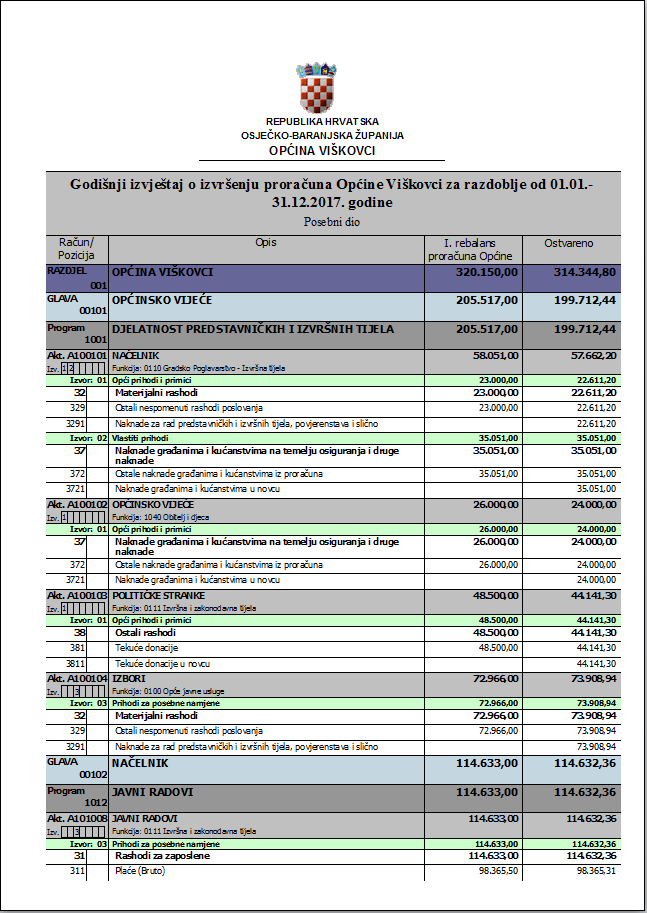 REPUBLIKA HRVATSKA
OSJEČKO-BARANJSKA ŽUPANIJA
OPĆINA VIŠKOVCI
Godišnji izvještaj o izvršenju proračuna Općine Viškovci za razdoblje od 01.01.-
31.12.2017. godine
Posebni dio
Račun/ Pozicija Opis I. rebalans proračuna Općine Ostvareno
RAZDJEL 001 OPĆINA VIŠKOVCI 320.150,00 314.344,80
GLAVA 00101 OPĆINSKO VIJEĆE 205.517,00 199.712,44
Program 1001 DJELATNOST PREDSTAVNIČKIH I IZVRŠNIH TIJELA 205.517,00 199.712,44
Akt. A100101 NAČELNIK 58.051,00 57.662,20
Izv. 1 2 Funkcija: 0110 Gradsko Poglavarstvo - Izvršna tijela
Izvor: 01 Opći prihodi i primici 23.000,00 22.611,20
32 Materijalni rashodi 23.000,00 22.611,20
329 Ostali nespomenuti rashodi poslovanja 23.000,00 22.611,20
3291 Naknade za rad predstavničkih i izvršnih tijela, povjerenstava i slično 22.611,20
Izvor: 02 Vlastiti prihodi 35.051,00 35.051,00
37 Naknade građanima i kućanstvima na temelju osiguranja i druge naknade 35.051,00 35.051,00
372 Ostale naknade građanima i kućanstvima iz proračuna 35.051,00 35.051,00
3721 Naknade građanima i kućanstvima u novcu 35.051,00
Akt. A100102 OPĆINSKO VIJEĆE 26.000,00 24.000,00
Izv. 1 Funkcija: 1040 Obitelj i djeca
Izvor: 01 Opći prihodi i primici 26.000,00 24.000,00
37 Naknade građanima i kućanstvima na temelju osiguranja i druge naknade 26.000,00 24.000,00
372 Ostale naknade građanima i kućanstvima iz proračuna 26.000,00 24.000,00
3721 Naknade građanima i kućanstvima u novcu 24.000,00
Akt. A100103 POLITIČKE STRANKE 48.500,00 44.141,30
Izv. 1 Funkcija: 0111 Izvršna i zakonodavna tijela
Izvor: 01 Opći prihodi i primici 48.500,00 44.141,30
38 Ostali rashodi 48.500,00 44.141,30
381 Tekuće donacije 48.500,00 44.141,30
3811 Tekuće donacije u novcu 44.141,30
Akt. A100104 IZBORI 72.966,00 73.908,94
Izv. 3 Funkcija: 0100 Opće javne usluge
Izvor: 03 Prihodi za posebne namjene 72.966,00 73.908,94
32 Materijalni rashodi 72.966,00 73.908,94
329 Ostali nespomenuti rashodi poslovanja 72.966,00 73.908,94
3291 Naknade za rad predstavničkih i izvršnih tijela, povjerenstava i slično 73.908,94
GLAVA 00102 NAČELNIK 114.633,00 114.632,36
Program 1012 JAVNI RADOVI 114.633,00 114.632,36
Akt. A101008 JAVNI RADOVI 114.633,00 114.632,36
Izv. 3 Funkcija: 0111 Izvršna i zakonodavna tijela
Izvor: 03 Prihodi za posebne namjene 114.633,00 114.632,36
31 Rashodi za zaposlene 114.633,00 114.632,36
311 Plaće (Bruto) 98.365,50 98.365,31